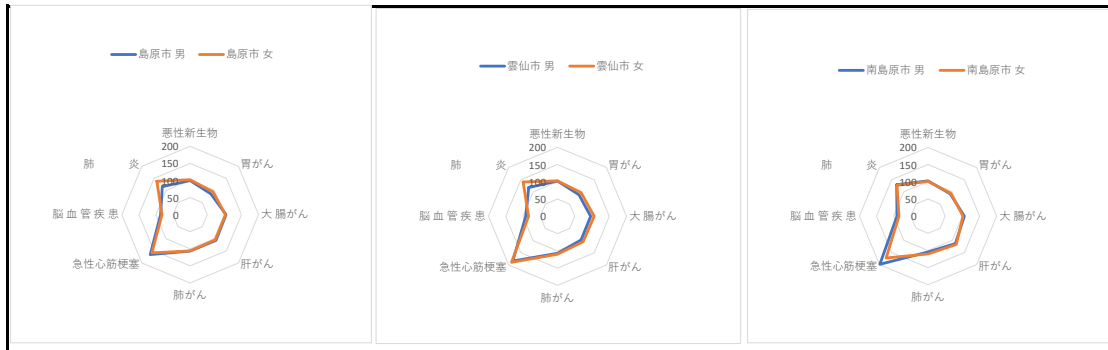 島原市 男 島原市 女
悪性新生物
200
胃がん
150
100
50
0
大腸がん
肝がん
肺がん
急性心筋梗塞
脳血管疾患
肺 炎
雲仙市 男 雲仙市 女
悪性新生物
200
胃がん
150
100
50
0
大腸がん
肝がん
肺がん
急性心筋梗塞
脳血管疾患
肺 炎
南島原市 男 南島原市 女
悪性新生物
200
胃がん
150
100
50
0
大腸がん
肝がん
肺がん
急性心筋梗塞
脳血管疾患
肺 炎